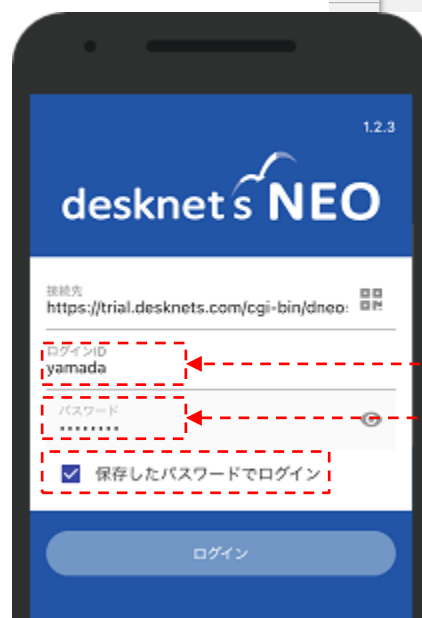 1.2.3
desknet's NEO
接続先
https://trial.desknets.com/cgi-bin/dneo:
ログインID
yamada
パスワード
••••••••
保存したパスワードでログイン
ログイン